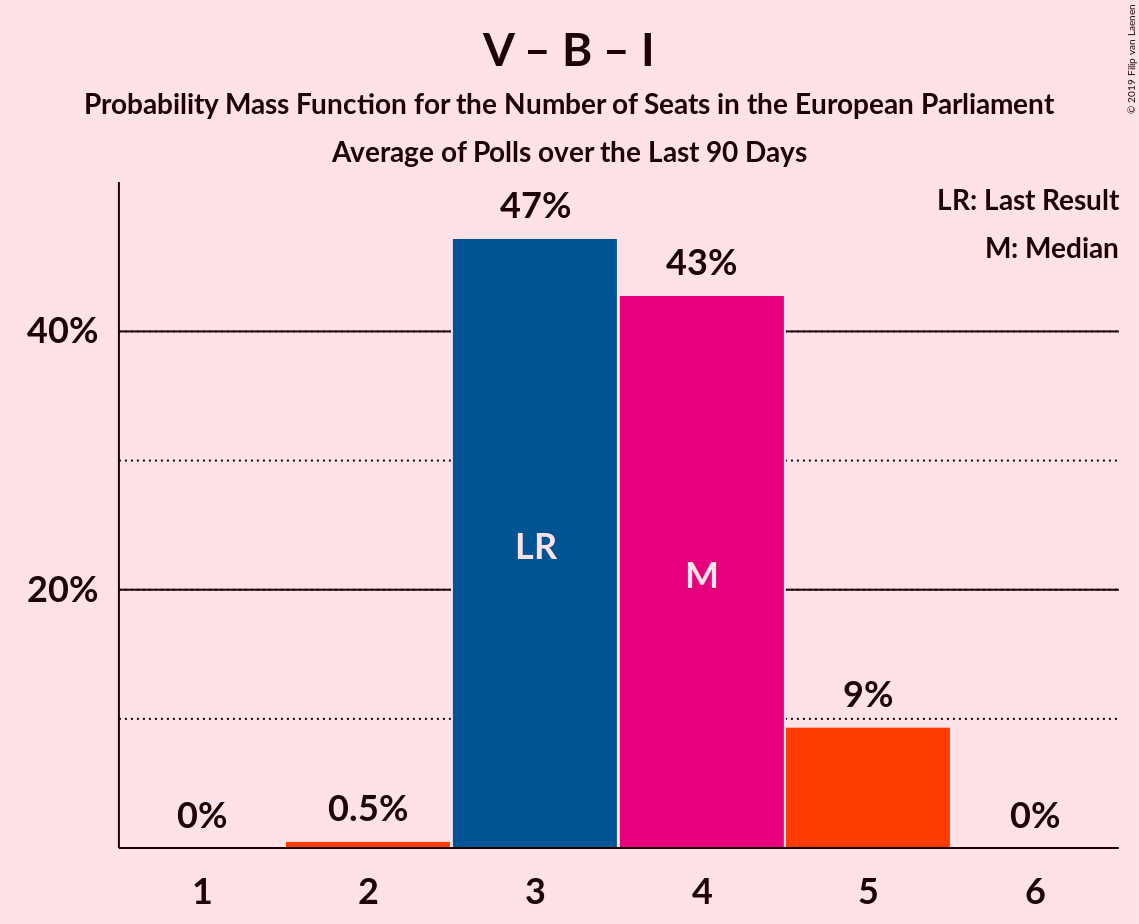 V – B – I
Probability Mass Function for the Number of Seats in the European Parliament
Average of Polls over the Last 90 Days
© 2019 Filip van Laenen
LR: Last Result
M: Median
47%
43%
40%
LR
M
20%
9%
0.5%
0%
0%
1 2 3 4 5 6